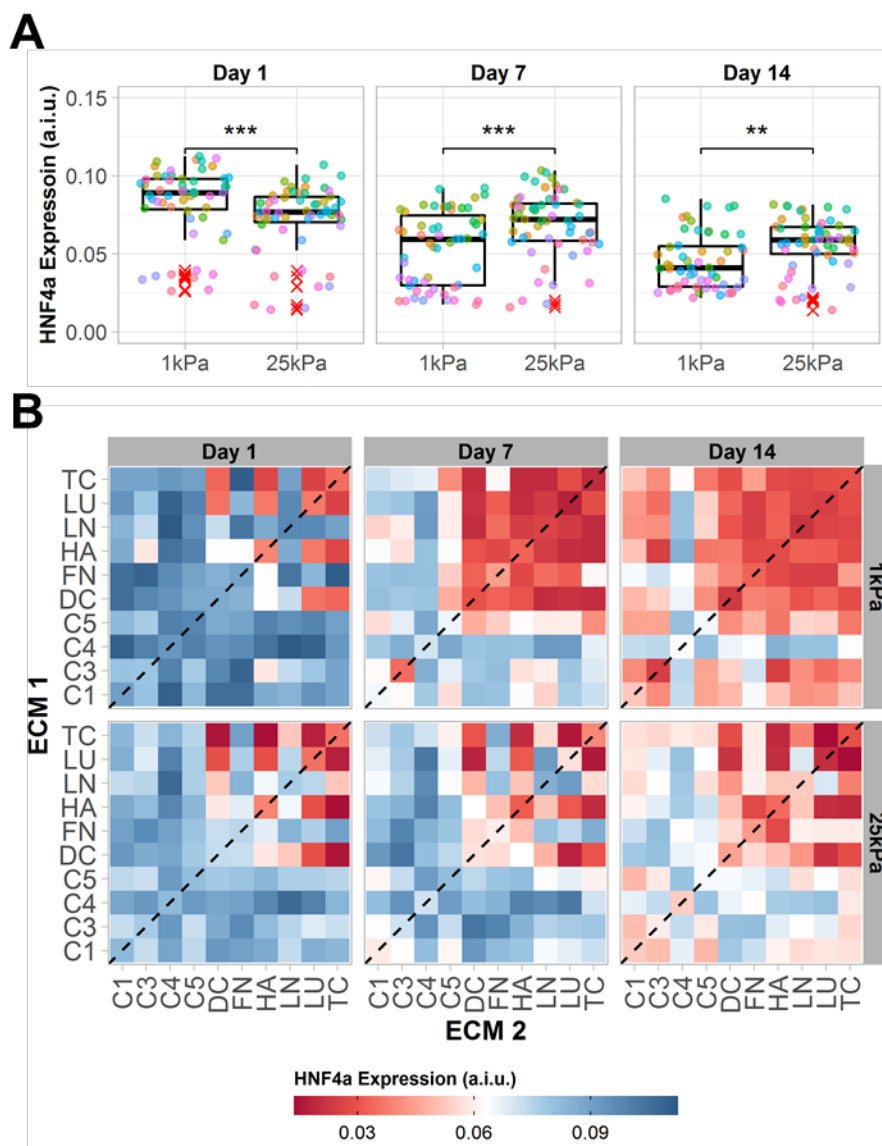 A
Day 1
Day 7
Day 14
HNF4a Expressoin (a.i.u.)
0.15
0.10
0.05
0.00
***
***
**
1kPa
25kPa
1kPa
25kPa
1kPa
25kPa
B
Day 1
Day 7
Day 14
ECM 1
TC
LU
LN
HA
FN
DC
C5
C4
C3
C1
1kPa
TC
LU
LN
HA
FN
DC
C5
C4
C3
C1
25kPa
C1 C3 C4 C5 DC FN HA LN LU TC
C1 C3 C4 C5 DC FN HA LN LU TC
C1 C3 C4 C5 DC FN HA LN LU TC
ECM 2
HNF4a Expression (a.i.u.)
0.03 0.06 0.09